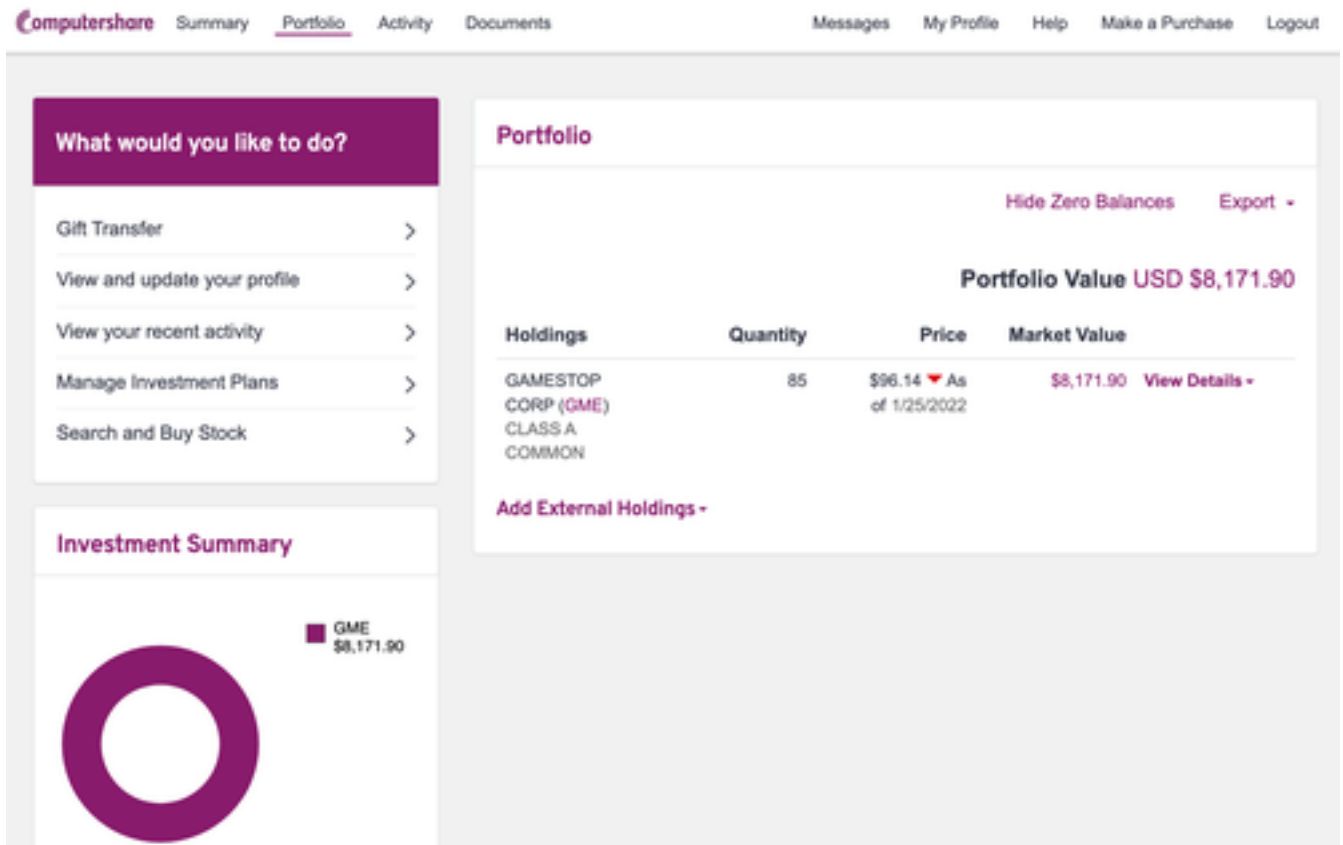 Computershare Summary Portfolio Activity Documents Messages My Profile Help Make a Purchase Logout
What would you like to do?
Gift Transfer
View and update your profile
View your recent activity
Manage Investment Plans
Search and Buy Stock
Investment Summary
GME
$8,171.90
Portfolio
Hide Zero Balances Export
Portfolio Value USD $8,171.90
Holdings Quantity Price Market Value
GAMESTOP 85 $96.14 As $8,171.90 View Details
CORP (GME) of 1/25/2022
CLASS A
COMMON
Add External Holdings